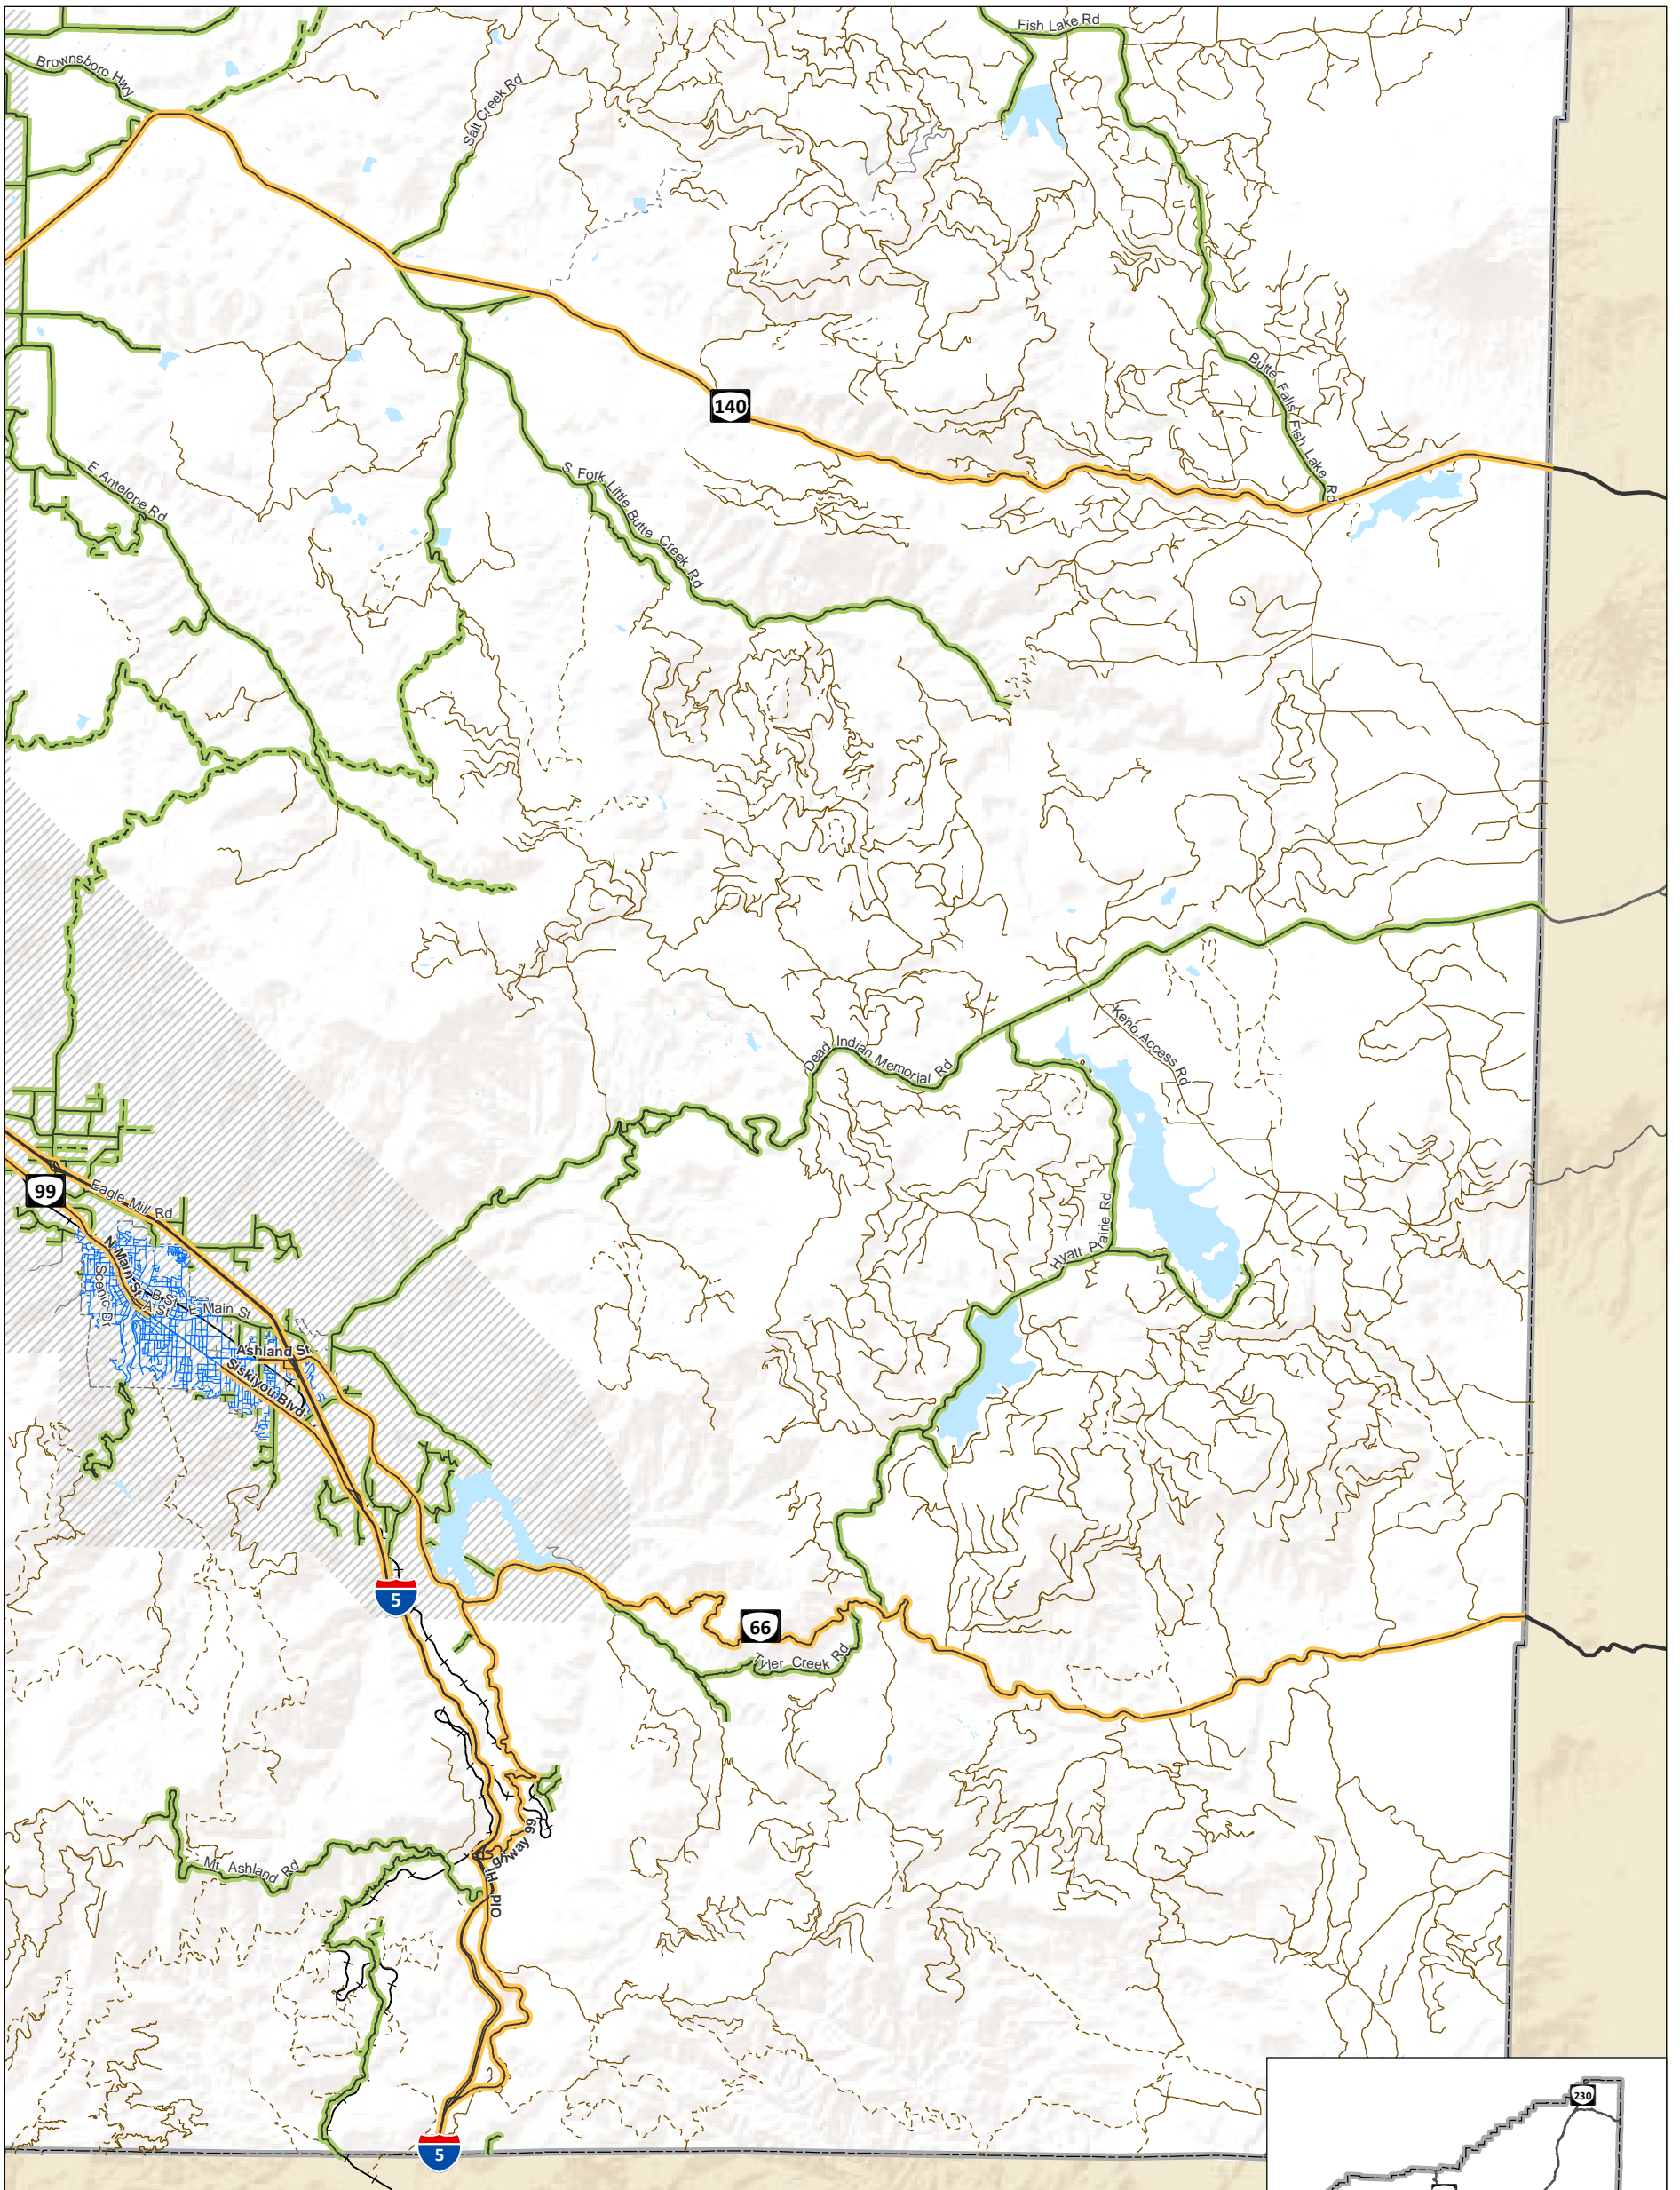 Fish Lake Rd
Brownsboro Hwy
Salt Creek Rd
Butte Falls Fish Lake Rd
140
E Antelope Rd
S Fork Little Butte Creek Rd
Keno Access Rd
Dead Indian Memorial Rd
99
Eagle Mill Rd
Hyatt Prairie Rd
N Main St
Scenic Dr
B St
A St
E Main St
Ashland St
Siskiyou Blvd
5
66
Tyler Creek Rd
Old Highway 99
Mt. Ashland Rd
5
230